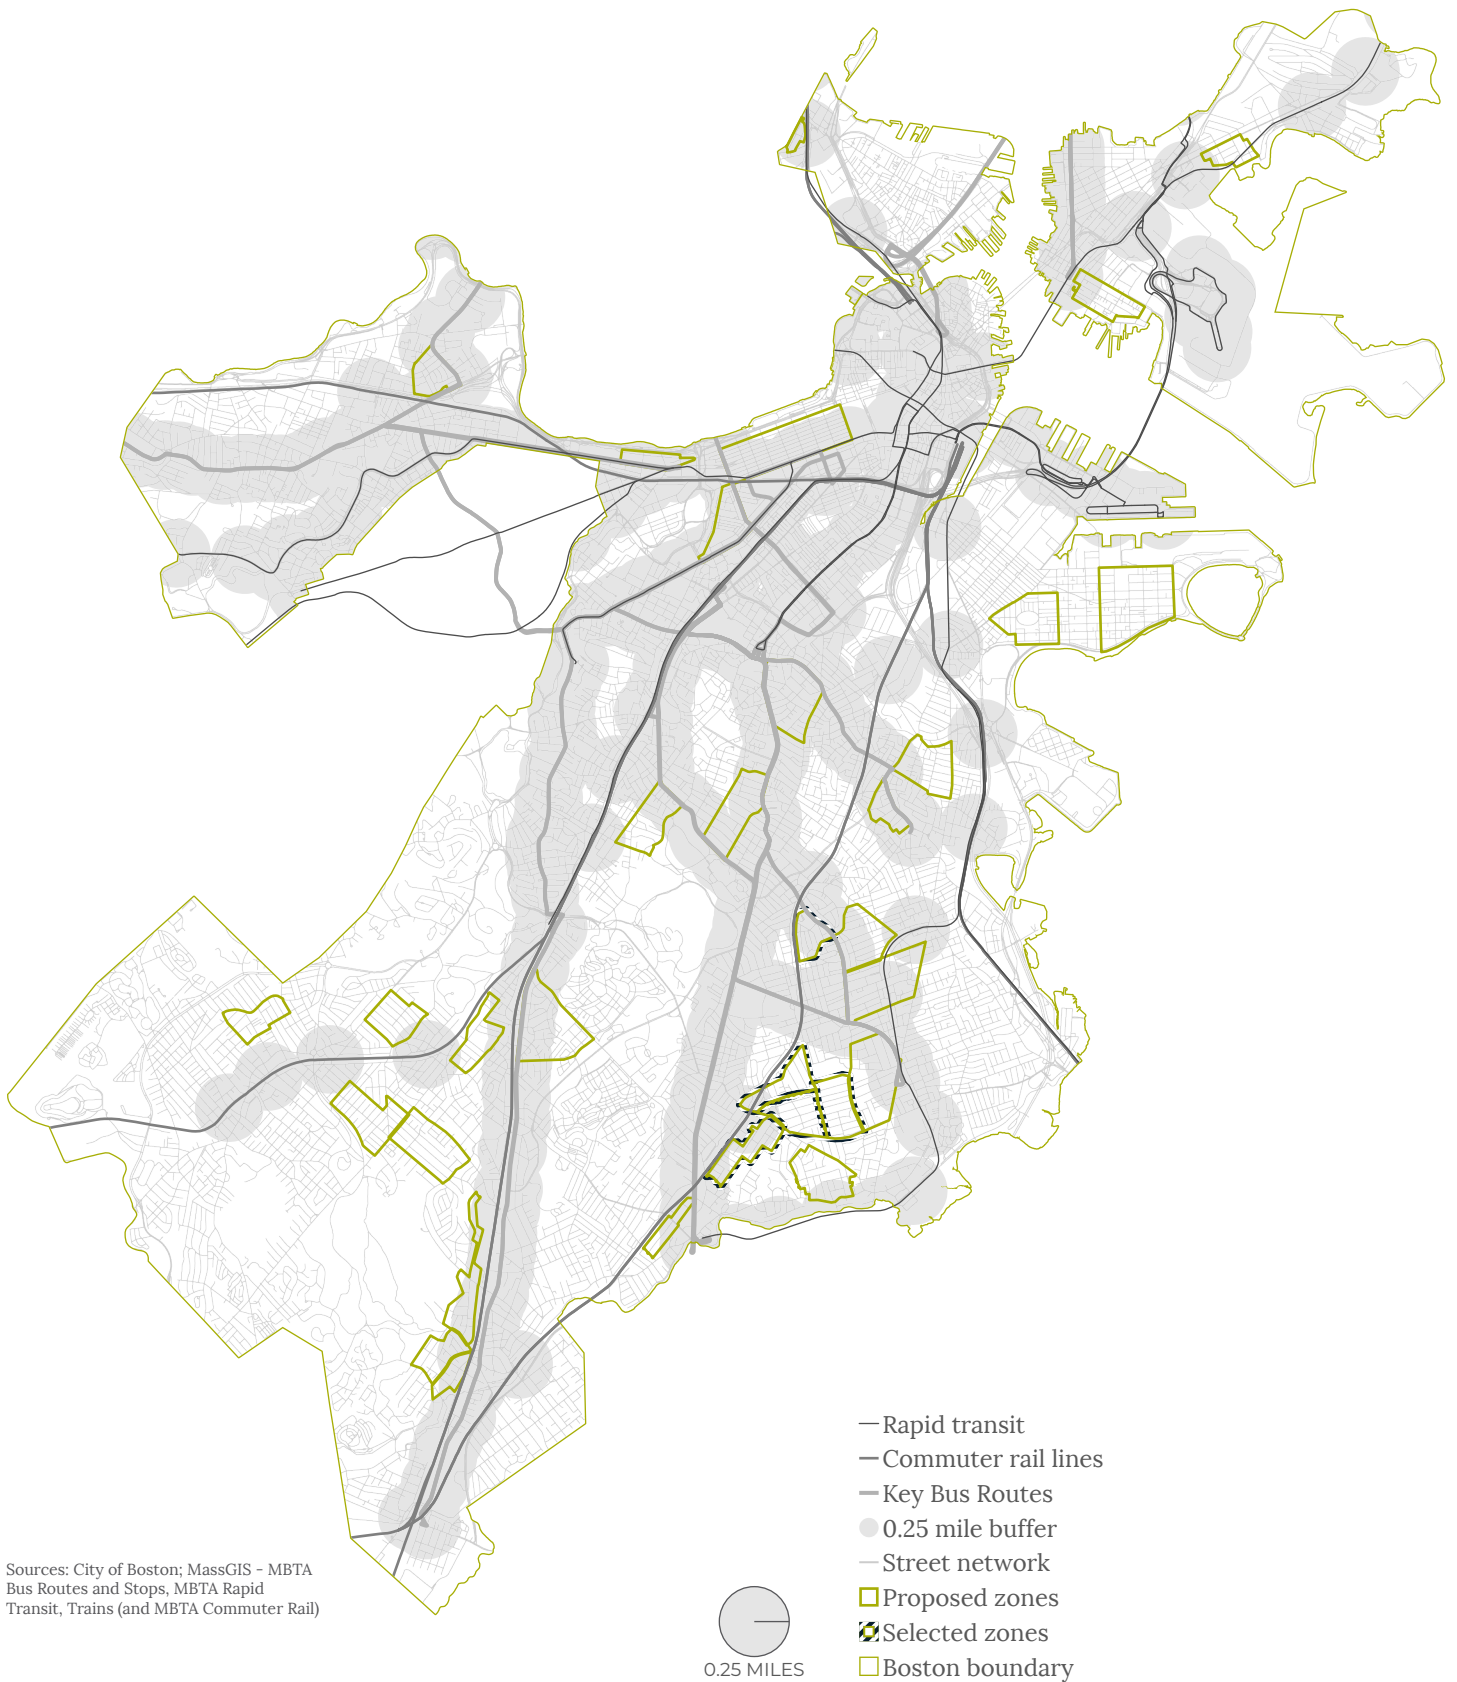 Rapid transit
Commuter rail lines
Key Bus Routes
0.25 mile buffer
Street network
Proposed zones
Selected zones
Boston boundary
Sources: City of Boston; MassGIS - MBTA
Bus Routes and Stops, MBTA Rapid
Transit, Trains (and MBTA Commuter Rail)
0.25 MILES